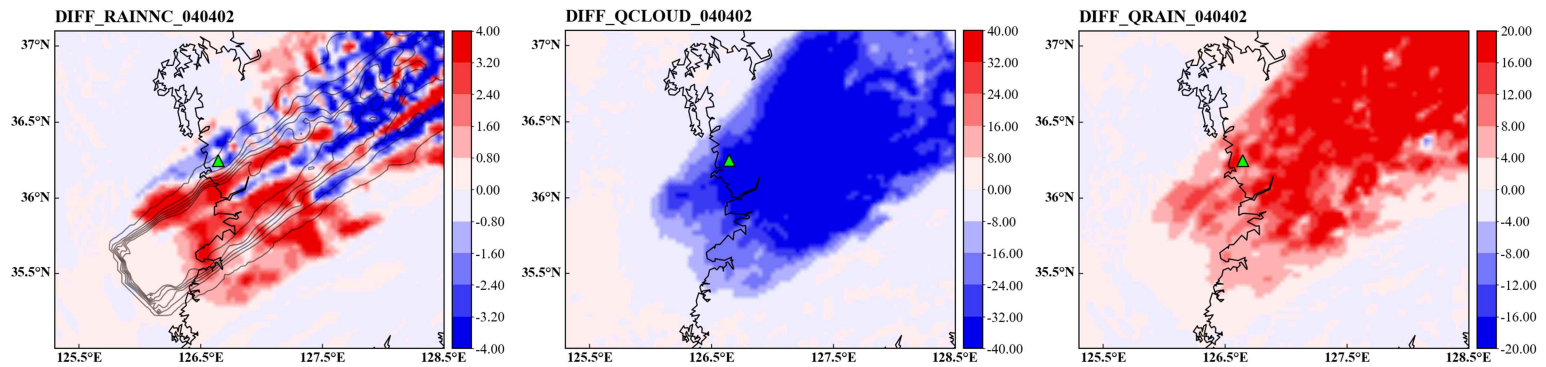 DIFF_RAINNC_040402
37°N
36.5°N
36°N
35.5°N
125.5°E 126.5°E 127.5°E 128.5°E
4.00
3.20
2.40
1.60
0.80
0.00
-0.80
-1.60
-2.40
-3.20
-4.00
DIFF_QCLOUD_040402
37°N
36.5°N
36°N
35.5°N
125.5°E 126.5°E 127.5°E 128.5°E
40.00
32.00
24.00
16.00
8.00
0.00
-8.00
-16.00
-24.00
-32.00
-40.00
DIFF_QRAIN_040402
37°N
36.5°N
36°N
35.5°N
125.5°E 126.5°E 127.5°E 128.5°E
20.00
16.00
12.00
8.00
4.00
0.00
-4.00
-8.00
-12.00
-16.00
-20.00